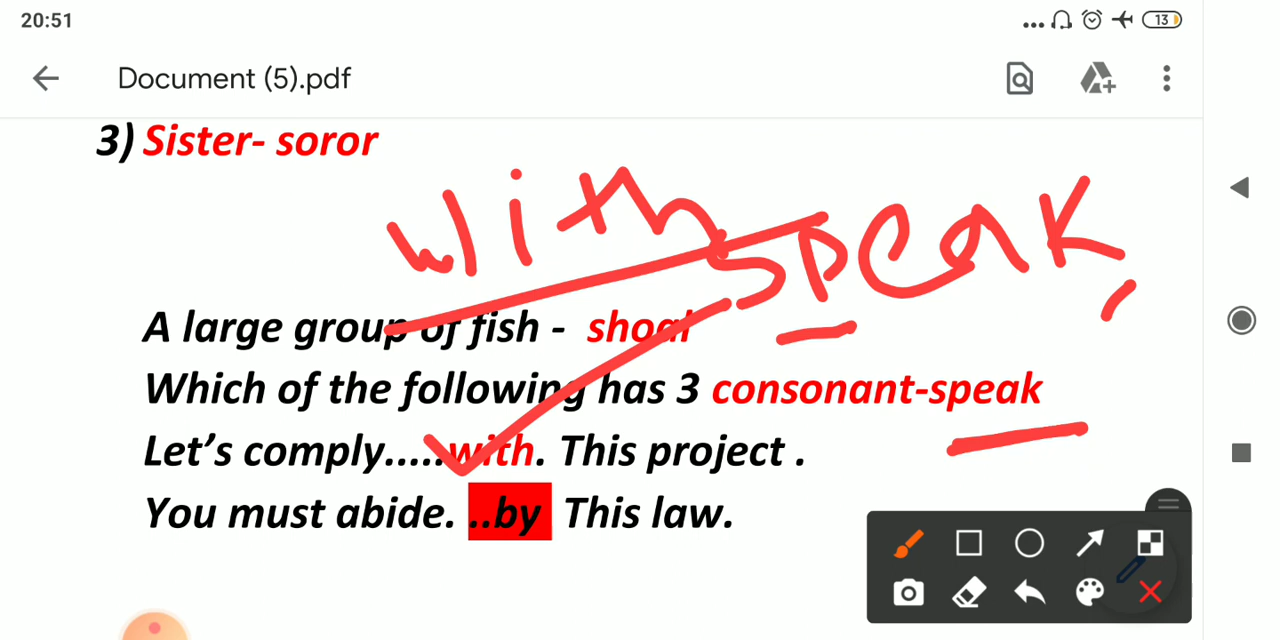 20:51
13
Document (5).pdf
3) Sister- soror
with speak,
A large group of fish - shoal
Which of the following has 3 consonant-speak
Let's comply.....with. This project .
You must abide. ..by This law.